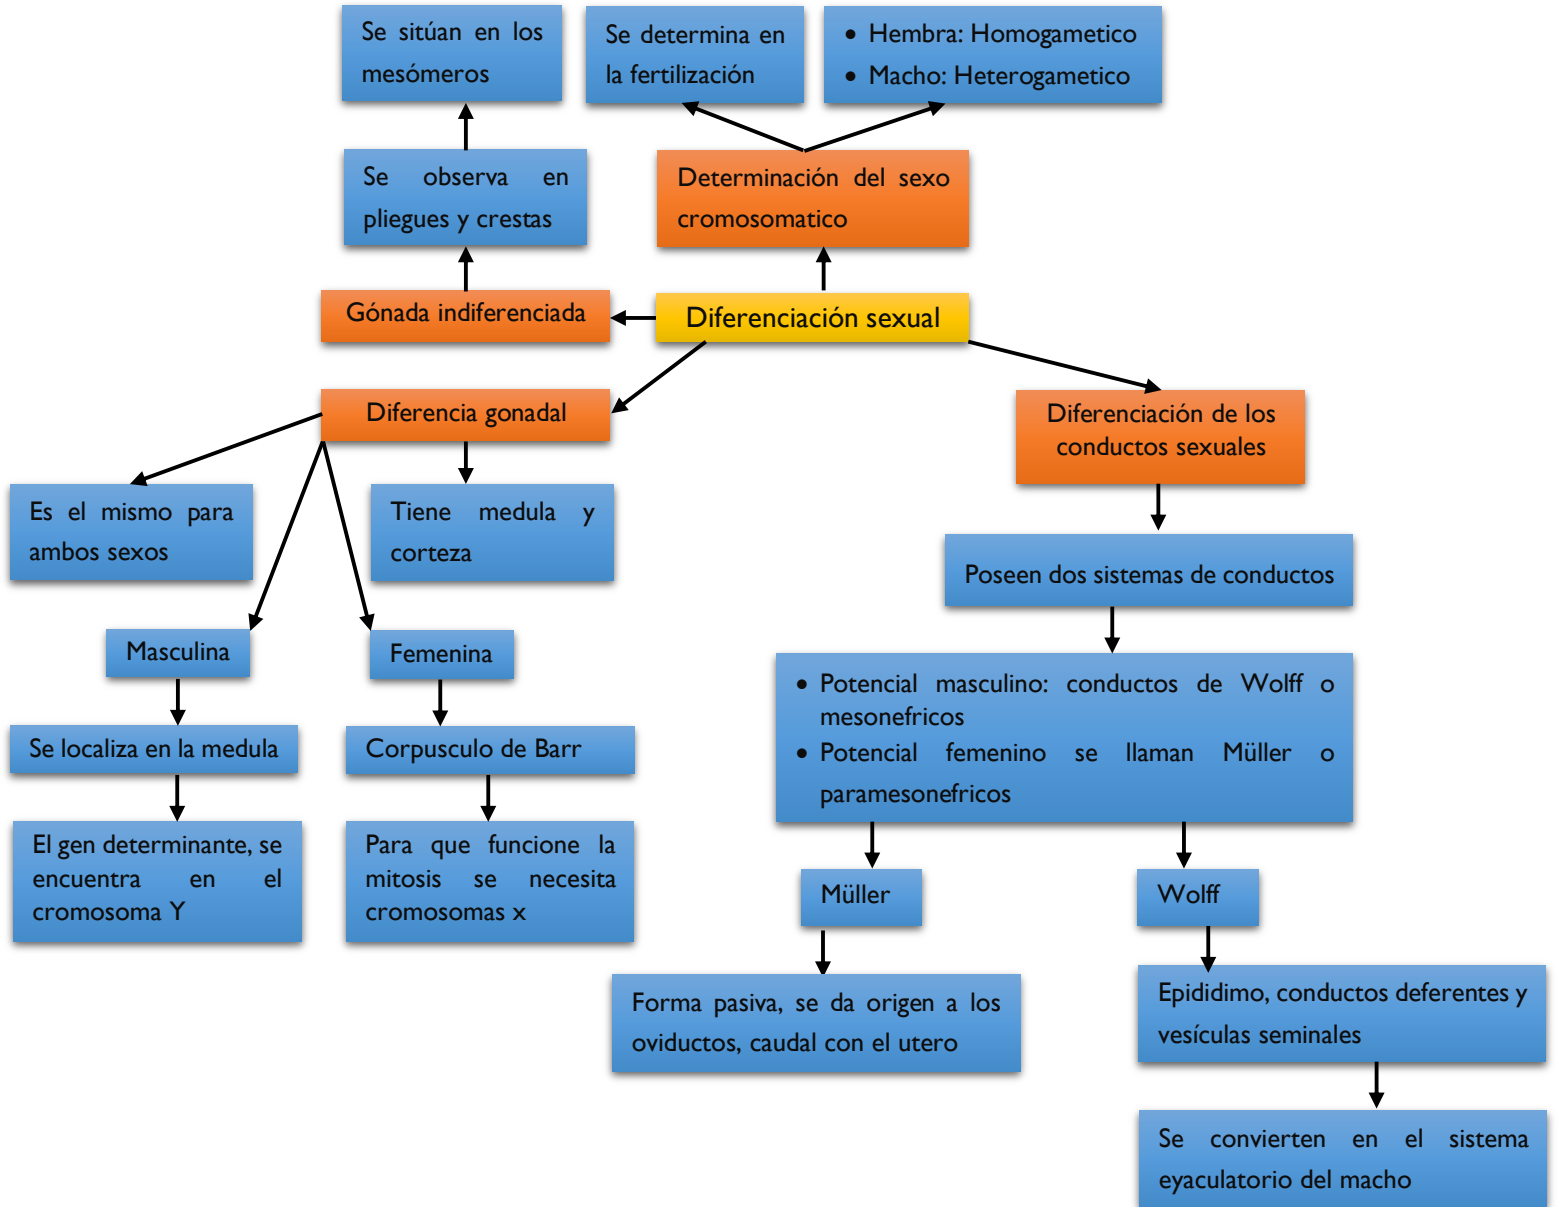 Se sitúan en los
mesómeros
Se determina en
la fertilización
• Hembra: Homogametico
• Macho: Heterogametico
Se observa en
pliegues y crestas
Determinación del sexo
cromosomatico
Gónada indiferenciada
Diferenciación sexual
Diferencia gonadal
Diferenciación de los
conductos sexuales
Es el mismo para
ambos sexos
Tiene medula y
corteza
Poseen dos sistemas de conductos
Masculina
Femenina
• Potencial masculino: conductos de Wolff o
mesonefricos
• Potencial femenino se llaman Müller o
paramesonefricos
Se localiza en la medula
Corpusculo de Barr
El gen determinante, se
encuentra en el
cromosoma Y
Para que funcione la
mitosis se necesita
cromosomas x
Müller
Wolff
Forma pasiva, se da origen a los
oviductos, caudal con el utero
Epididimo, conductos deferentes y
vesículas seminales
Se convierten en el sistema
eyaculatorio del macho